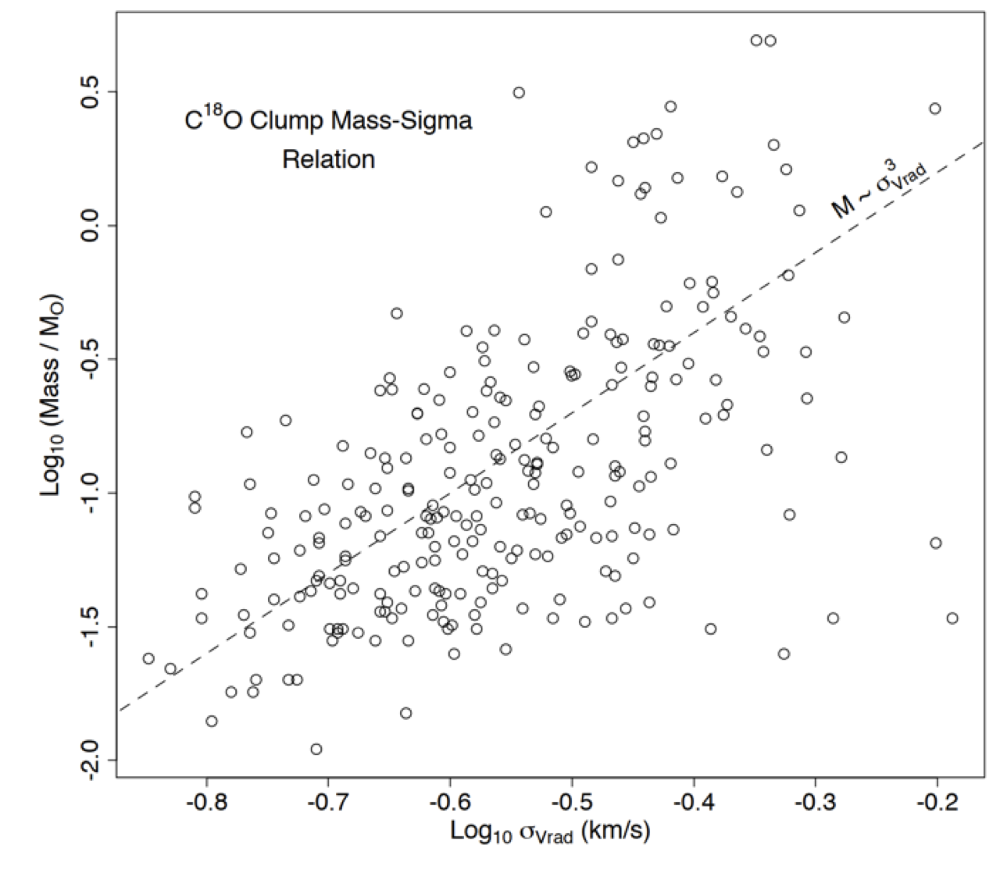 C¹⁸O Clump Mass-Sigma
Relation
M ~ σ³Vrad
Log₁₀ (Mass / M_O)
0.5
0.0
-0.5
-1.0
-1.5
-2.0
-0.8 -0.7 -0.6 -0.5 -0.4 -0.3 -0.2
Log₁₀ σVrad (km/s)